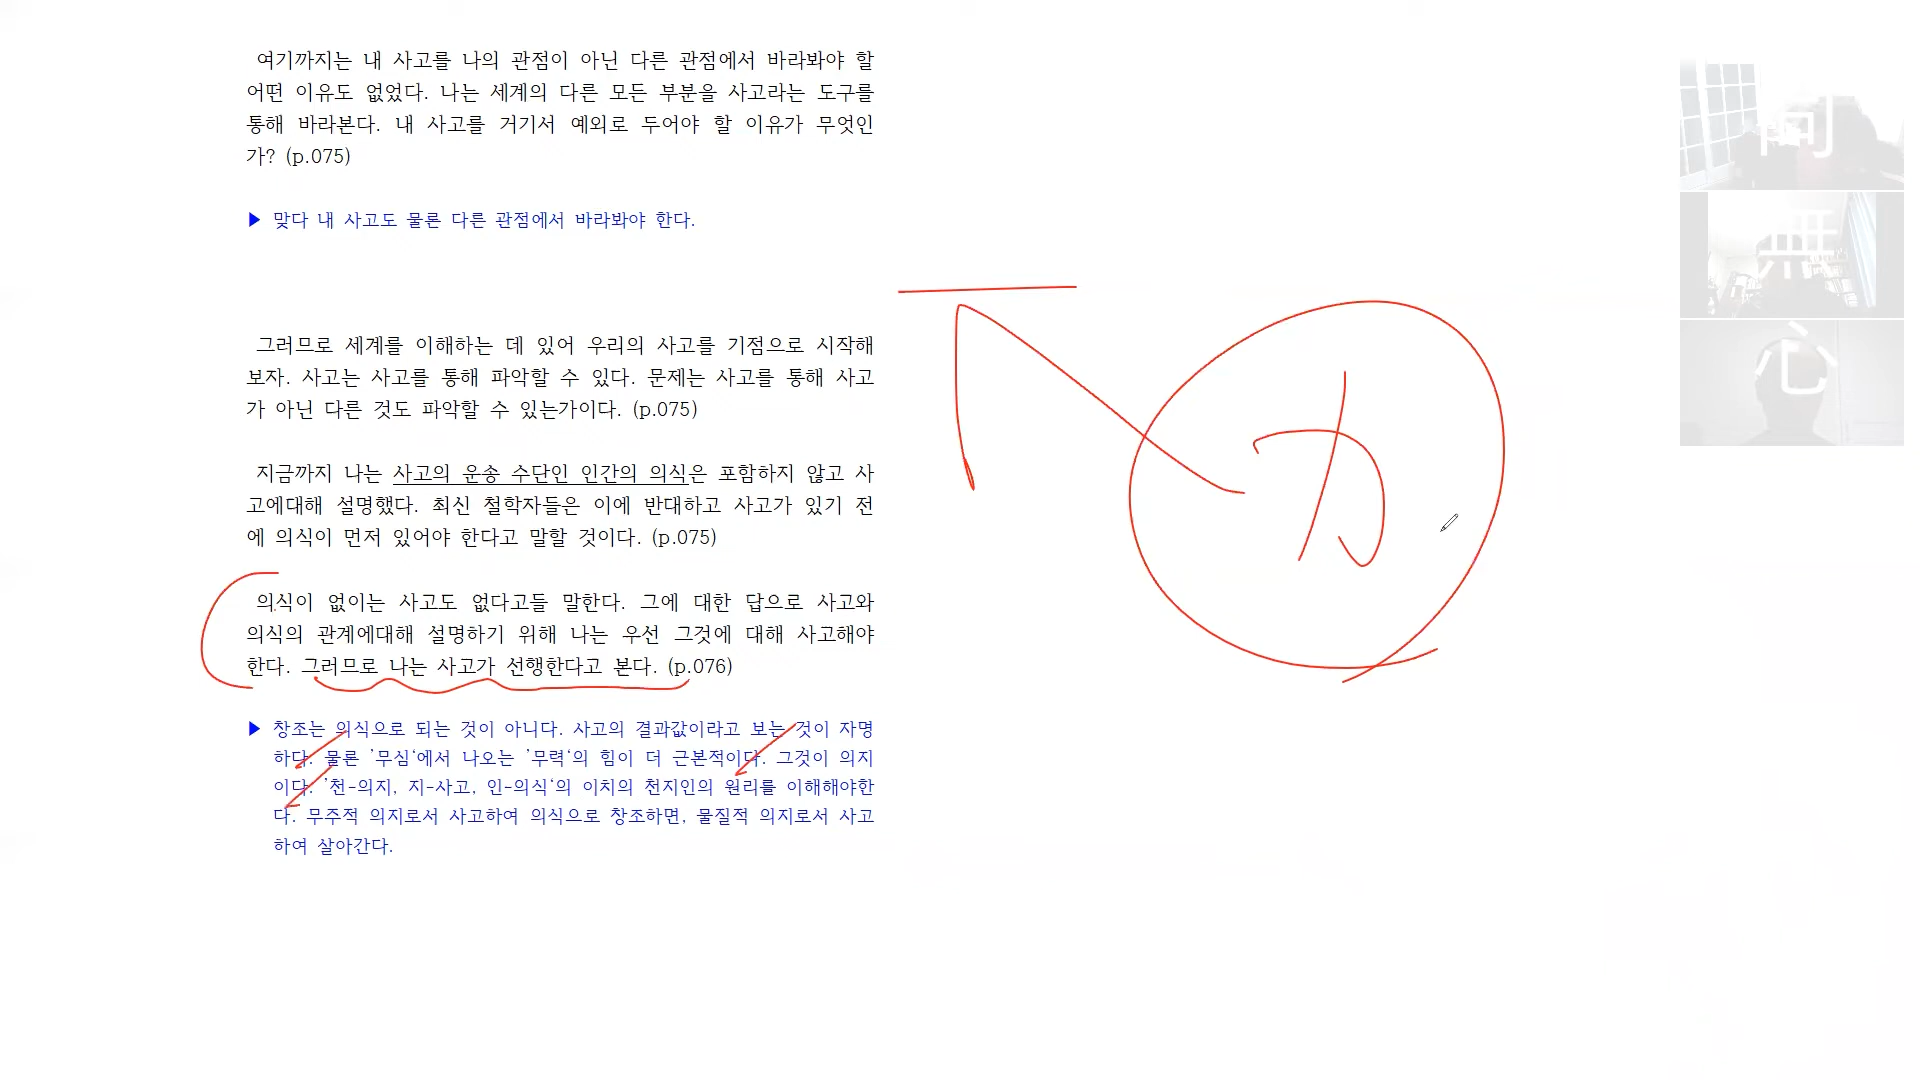 여기까지는 내 사고를 나의 관점이 아닌 다른 관점에서 바라봐야 할
어떤 이유도 없었다. 나는 세계의 다른 모든 부분을 사고라는 도구를
통해 바라본다. 내 사고를 거기서 예외로 두어야 할 이유가 무엇인
가? (p.075)
▶ 맞다 내 사고도 물론 다른 관점에서 바라봐야 한다.
그러므로 세계를 이해하는 데 있어 우리의 사고를 기점으로 시작해
보자. 사고는 사고를 통해 파악할 수 있다. 문제는 사고를 통해 사고
가 아닌 다른 것도 파악할 수 있는가이다. (p.075)
지금까지 나는 사고의 운송 수단인 인간의 의식은 포함하지 않고 사
고에대해 설명했다. 최신 철학자들은 이에 반대하고 사고가 있기 전
에 의식이 먼저 있어야 한다고 말할 것이다. (p.075)
의식이 없이는 사고도 없다고들 말한다. 그에 대한 답으로 사고와
의식의 관계에대해 설명하기 위해 나는 우선 그것에 대해 사고해야
한다. 그러므로 나는 사고가 선행한다고 본다. (p.076)
▶ 창조는 의식으로 되는 것이 아니다. 사고의 결과값이라고 보는 것이 자명
하다. 물론 '무심‘에서 나오는 '무력‘의 힘이 더 근본적이다. 그것이 의지
이다. '천-의지, 지-사고, 인-의식‘의 이치의 천지인의 원리를 이해해야한
다. 무주적 의지로서 사고하여 의식으로 창조하면, 물질적 의지로서 사고
하여 살아간다.
力
無
心